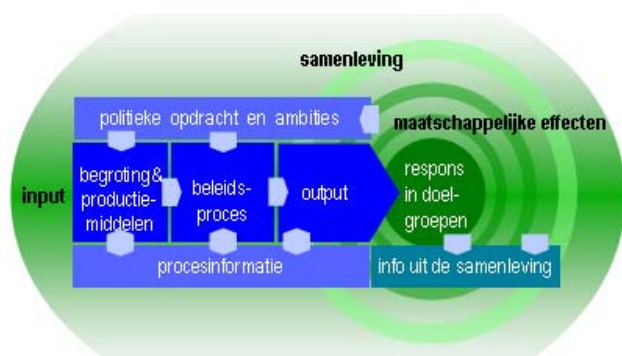 samenleving
politieke opdracht en ambities
maatschappelijke effecten
input
begroting&
productie-
middelen
beleids-
proces
output
respons
in doel-
groepen
procesinformatie
info uit de samenleving